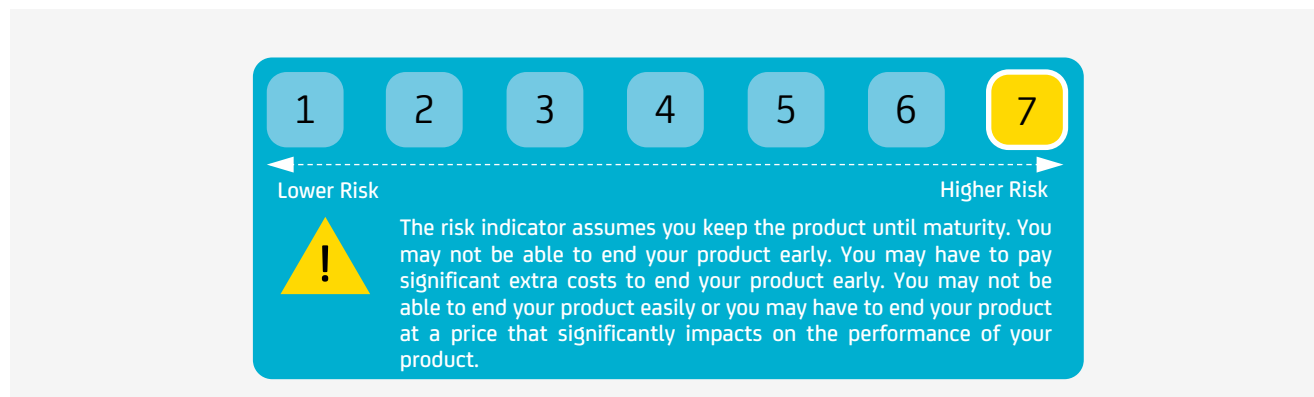 1 2 3 4 5 6 7
Lower Risk Higher Risk
! The risk indicator assumes you keep the product until maturity. You
may not be able to end your product early. You may have to pay
significant extra costs to end your product early. You may not be
able to end your product easily or you may have to end your product
at a price that significantly impacts on the performance of your
product.